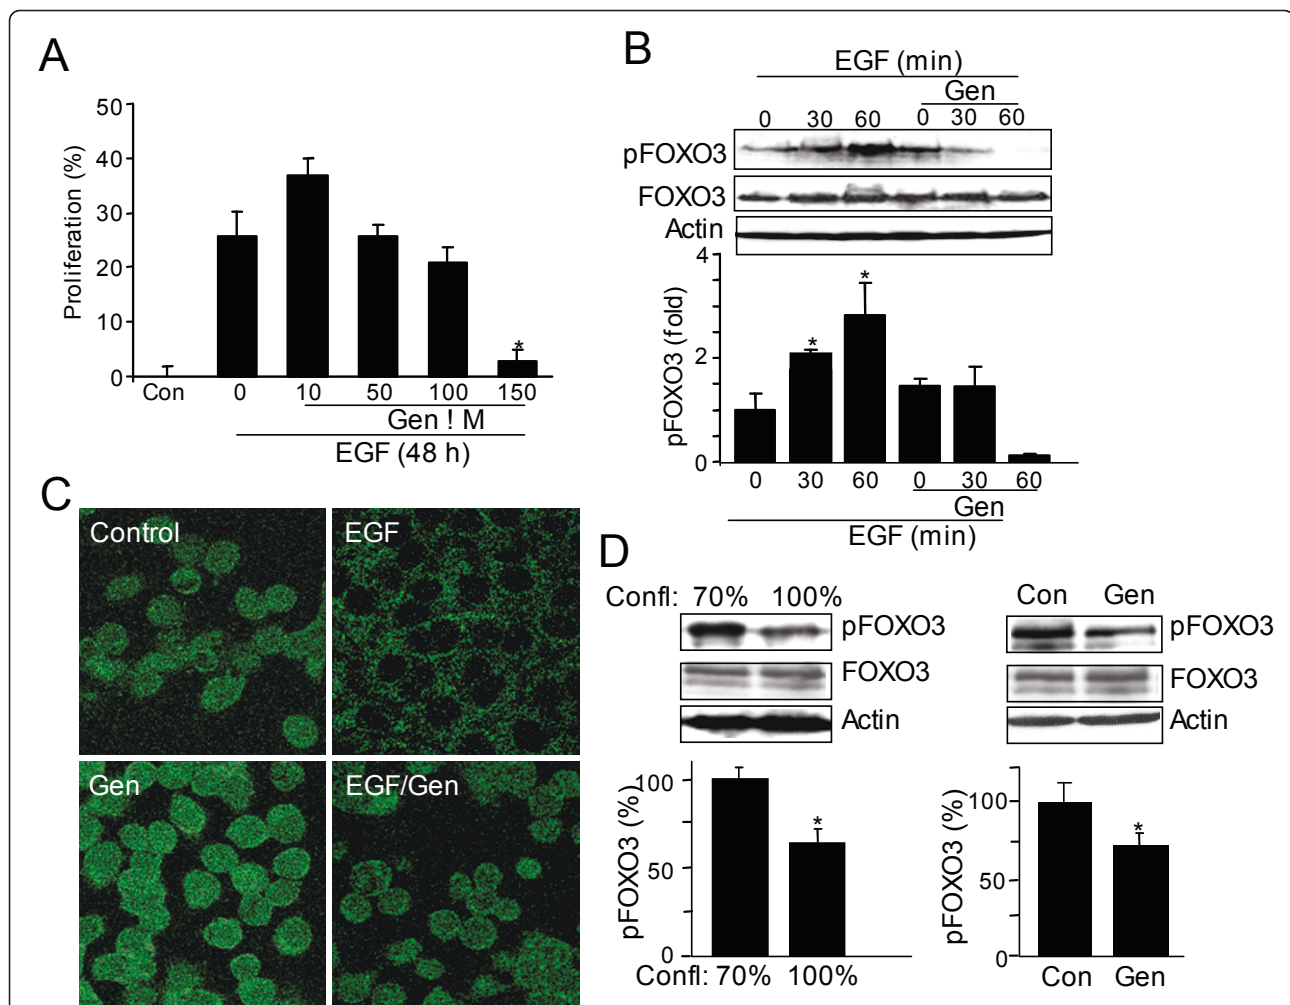 A
50
40
30
20
10
0
Proliferation (%)
*
Con 0 10 50 100 150
Gen ! M
EGF (48 h)
B
EGF (min)
Gen
0 30 60 0 30 60
pFOXO3
FOXO3
Actin
4
2
0
pFOXO3 (fold)
* *
0 30 60 0 30 60
Gen
EGF (min)
C
Control
EGF
Gen
EGF/Gen
D
Confl: 70% 100%
pFOXO3
FOXO3
Actin
100
50
0
pFOXO3 (%)
*
Confl: 70% 100%
Con Gen
pFOXO3
FOXO3
Actin
100
50
0
pFOXO3 (%)
*
Con Gen